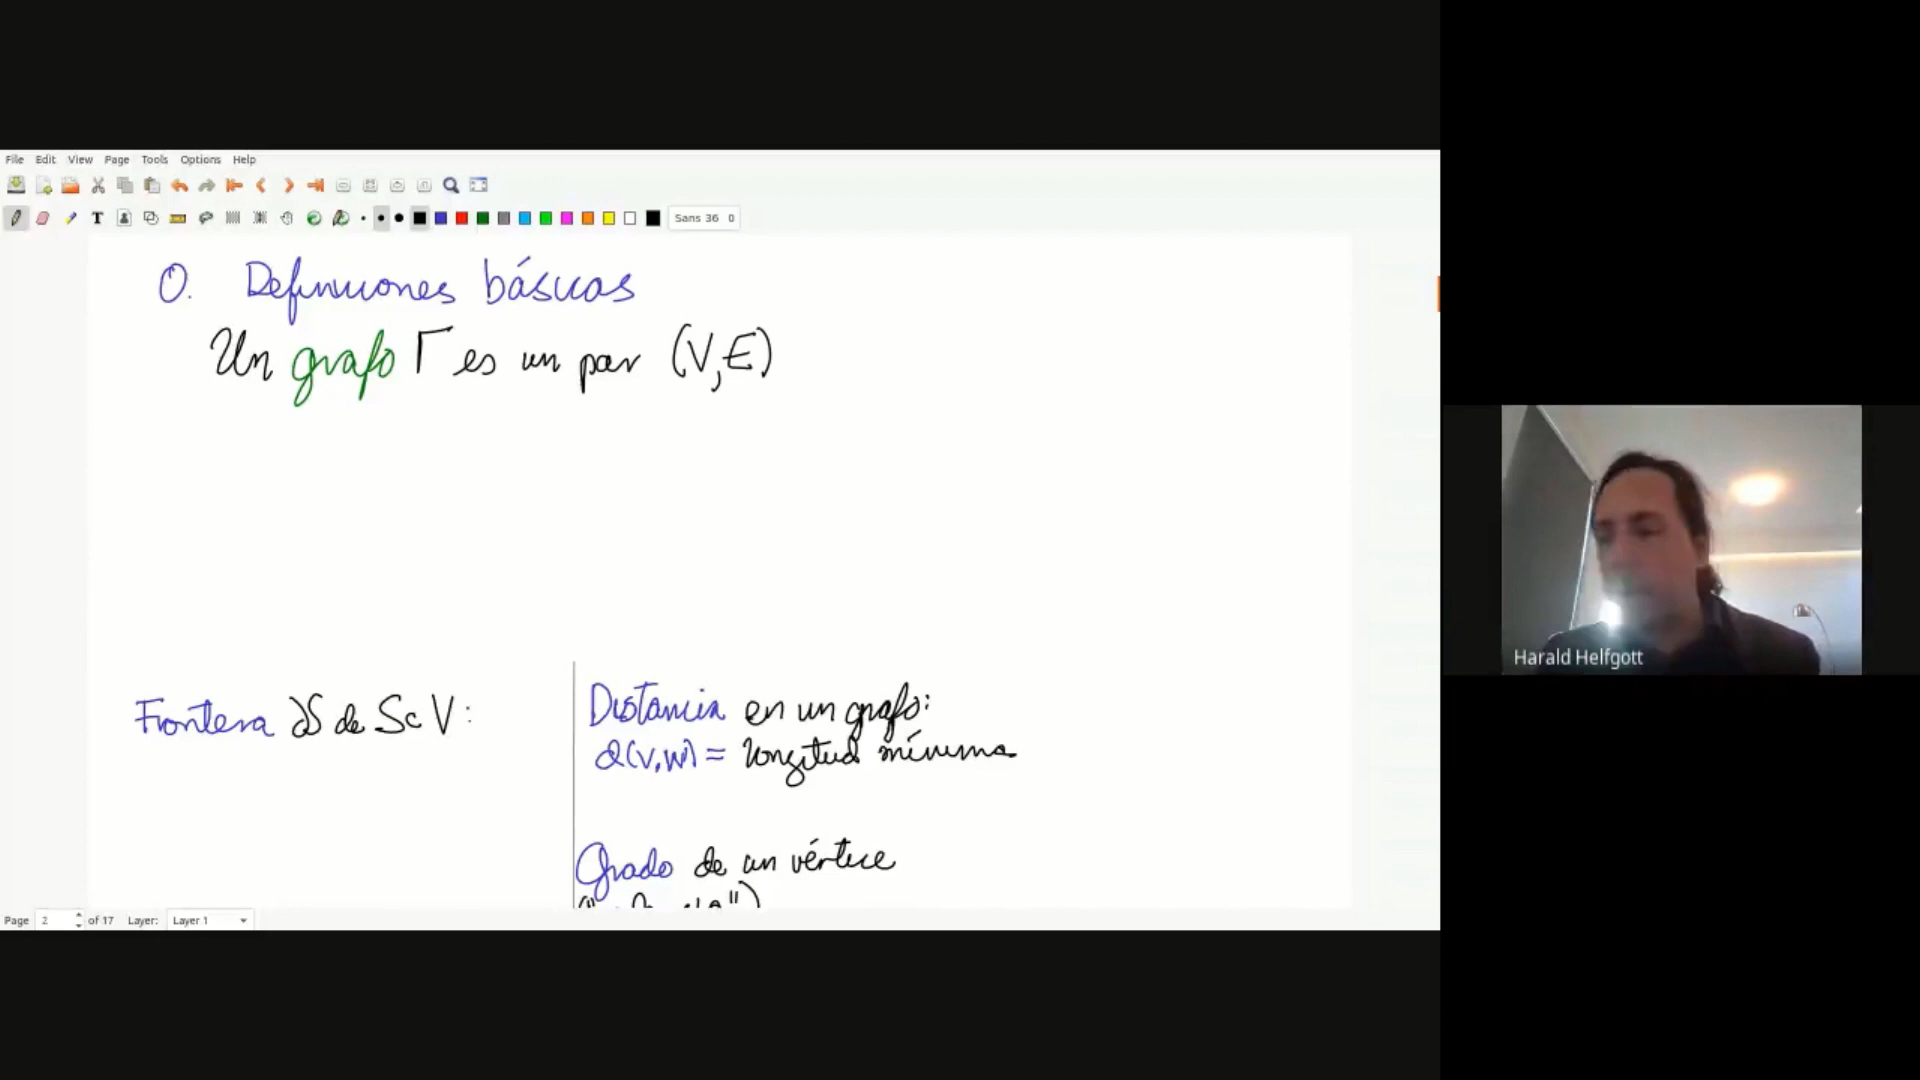 File Edit View Page Tools Options Help
Sans 36 0
0. Definiciones básicas
Un grafo Γ es un par (V,E)
Frontera ∂S de S⊂V:
Distancia en un grafo:
d(v,w) = longitud mínima
Grado de un vértice
Harald Helfgott
Page 2 of 17 Layer: Layer 1